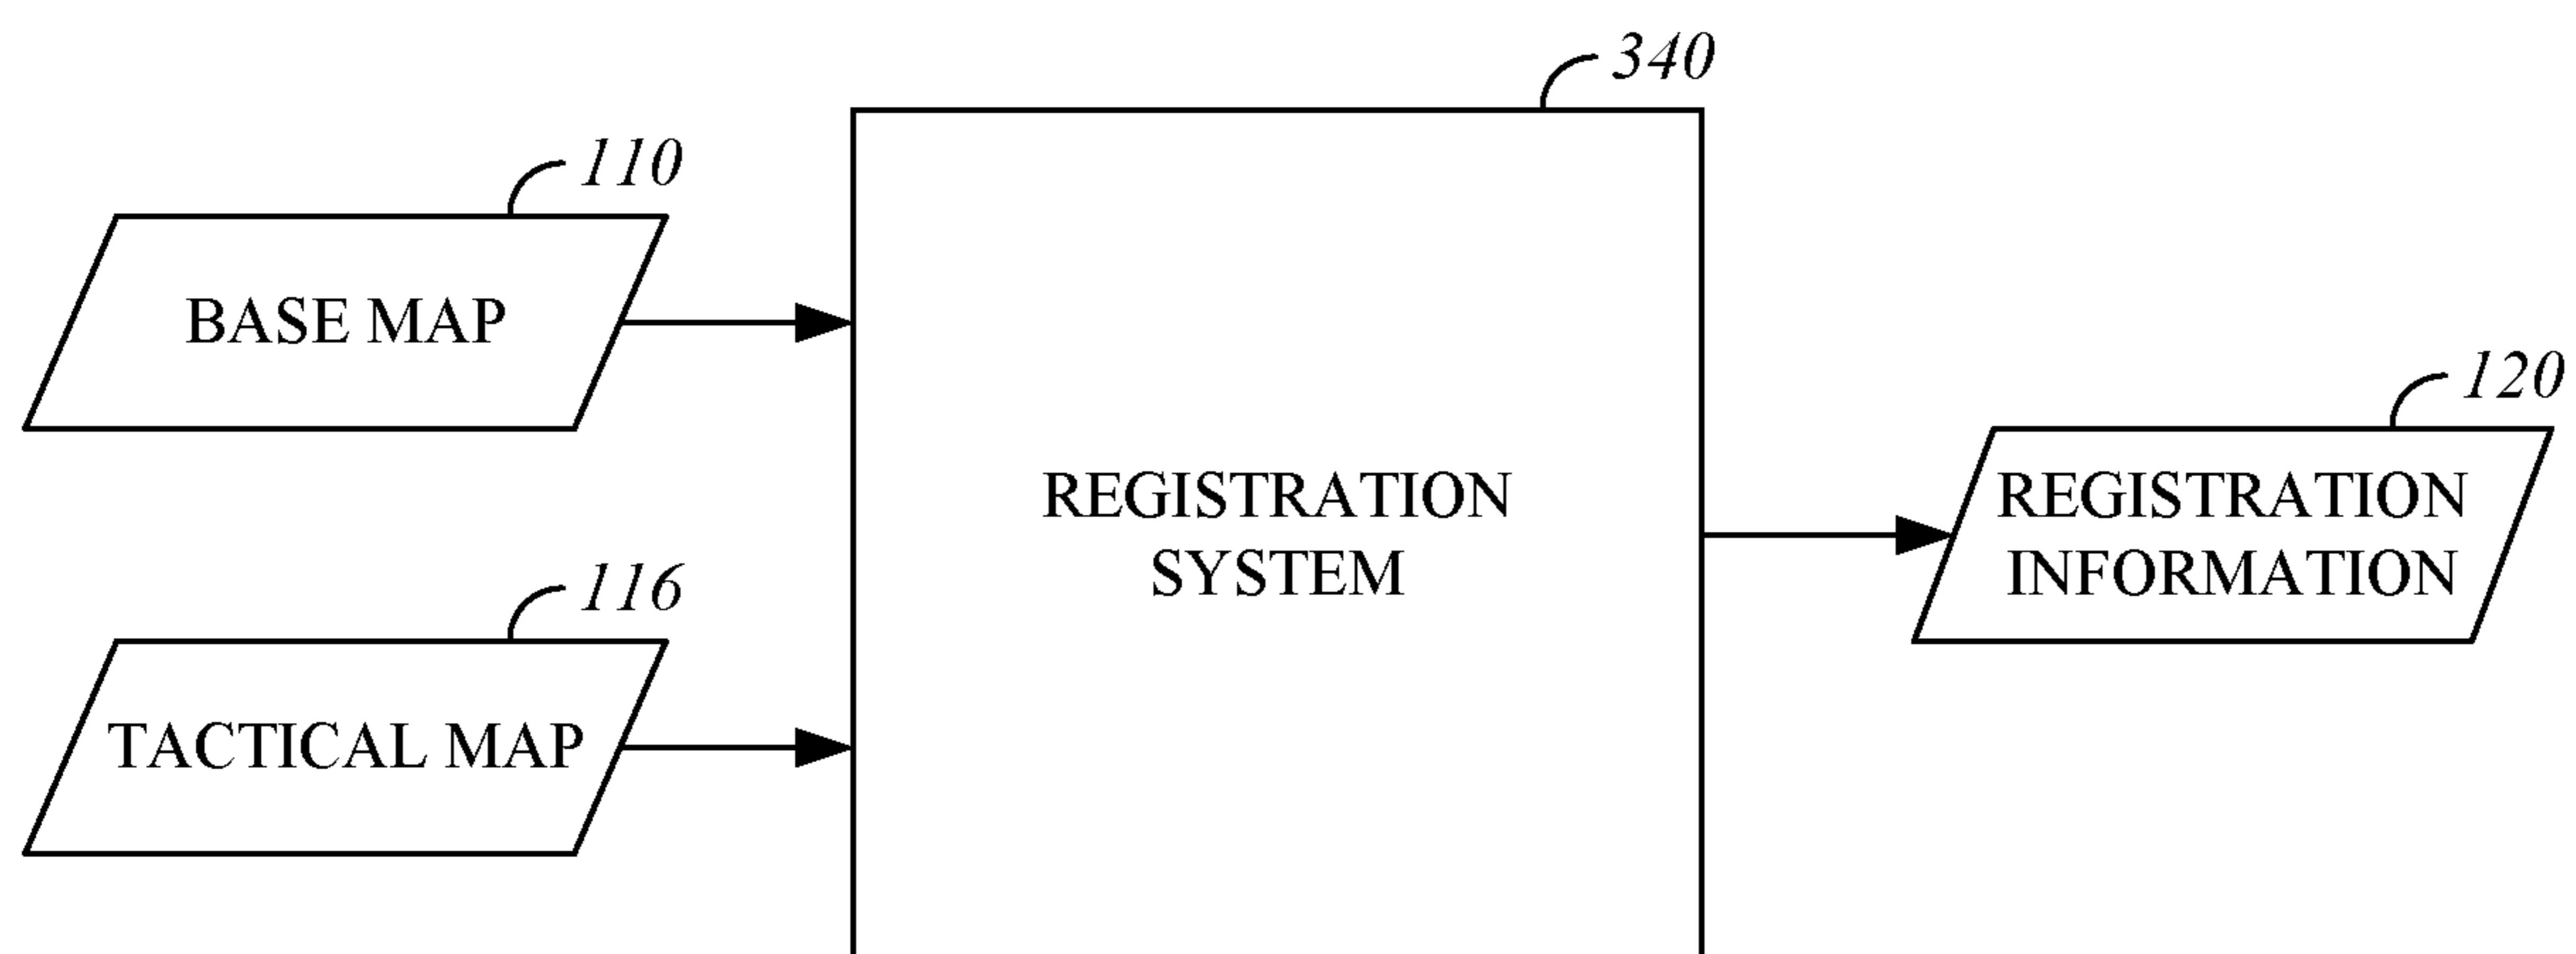 340
110
BASE MAP
120
REGISTRATION
SYSTEM
REGISTRATION
INFORMATION
116
TACTICAL MAP